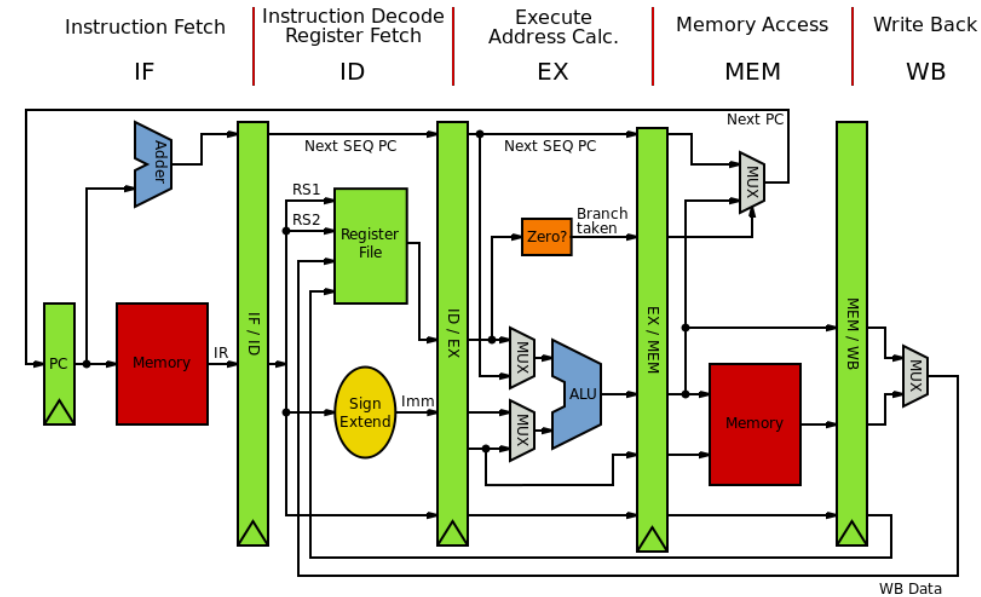 Instruction Fetch
Instruction Decode
Register Fetch
Execute
Address Calc.
Memory Access
Write Back
IF
ID
EX
MEM
WB
Next PC
Adder
Next SEQ PC
Next SEQ PC
MUX
RS1
RS2
Register
File
Branch
taken
Zero?
PC
Memory
IR
IF / ID
ID / EX
EX / MEM
MEM / WB
MUX
MUX
ALU
MUX
Sign
Extend
Imm
Memory
WB Data